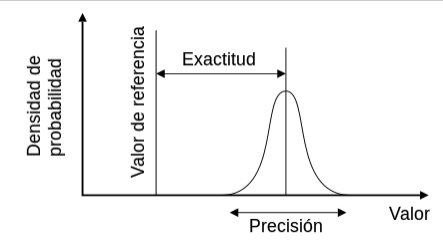 Densidad de
probabilidad
Valor de referencia
Exactitud
Precisión
Valor